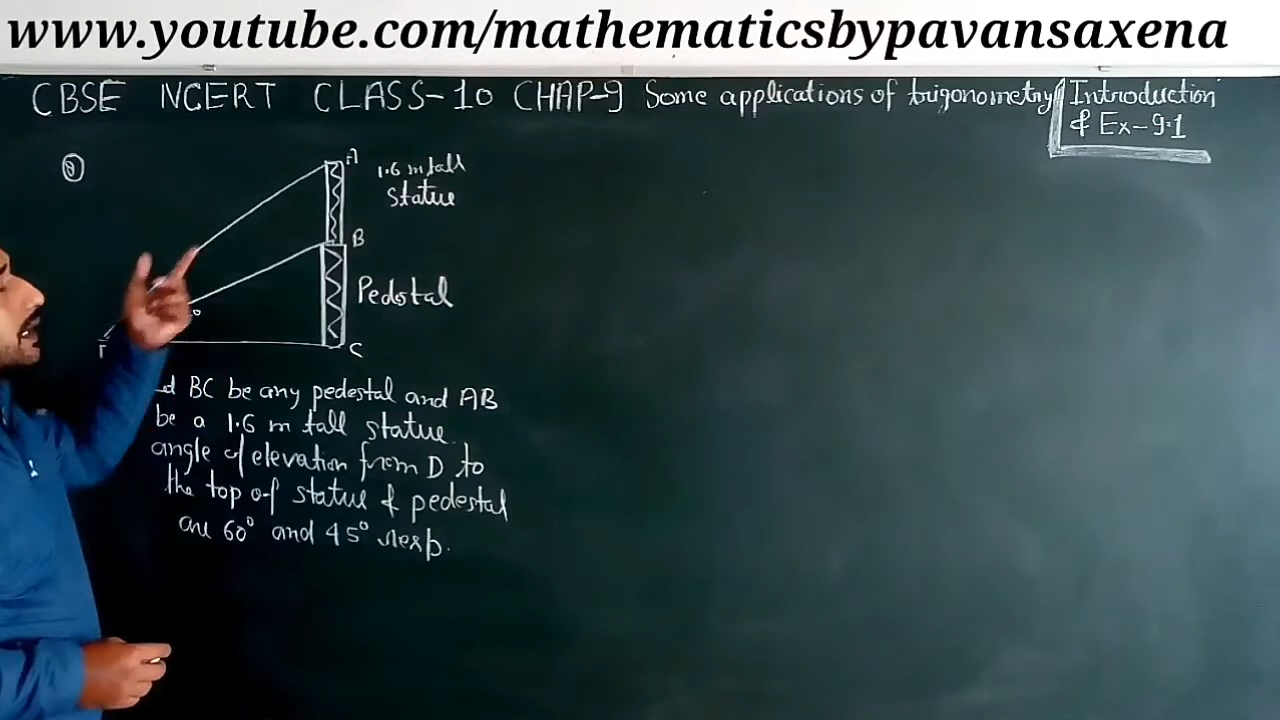 www.youtube.com/mathematicsbypavansaxena
CBSE NCERT CLASS-10 CHAP-9 Some applications of trigonometry Introduction
& Ex-9.1
A
1.6 m tall
statue
B
Pedestal
C
BC be any pedestal and AB
be a 1.6 m tall statue.
angle of elevation from D to
the top of statue & pedestal
are 60° and 45° resp.